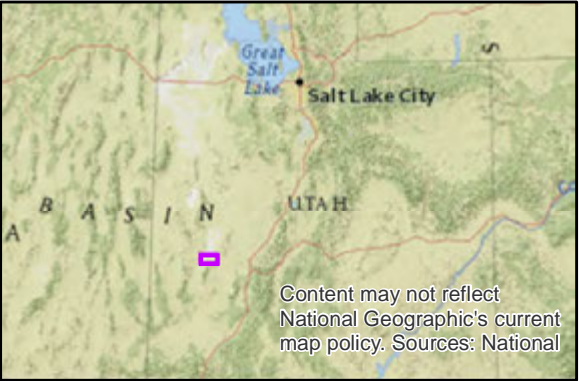 Great
Salt
Lake
Salt Lake City
UTAH
A B A S I N
S
Content may not reflect
National Geographic's current
map policy. Sources: National